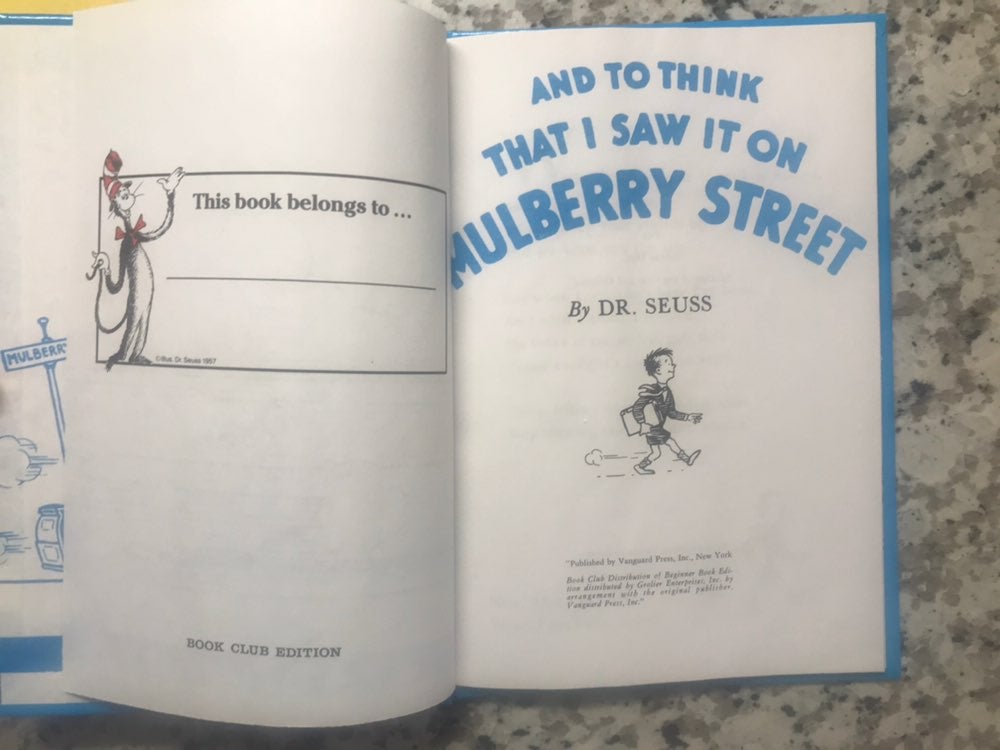 MULBERR
This book belongs to ...
©Illus. Dr. Seuss 1957
BOOK CLUB EDITION
AND TO THINK
THAT I SAW IT ON
MULBERRY STREET
By DR. SEUSS
"Published by Vanguard Press, Inc., New York
Book Club Distribution of Beginner Book Edi-
tion distributed by Grolier Enterprises, Inc. by
arrangement with the original publisher,
Vanguard Press, Inc."